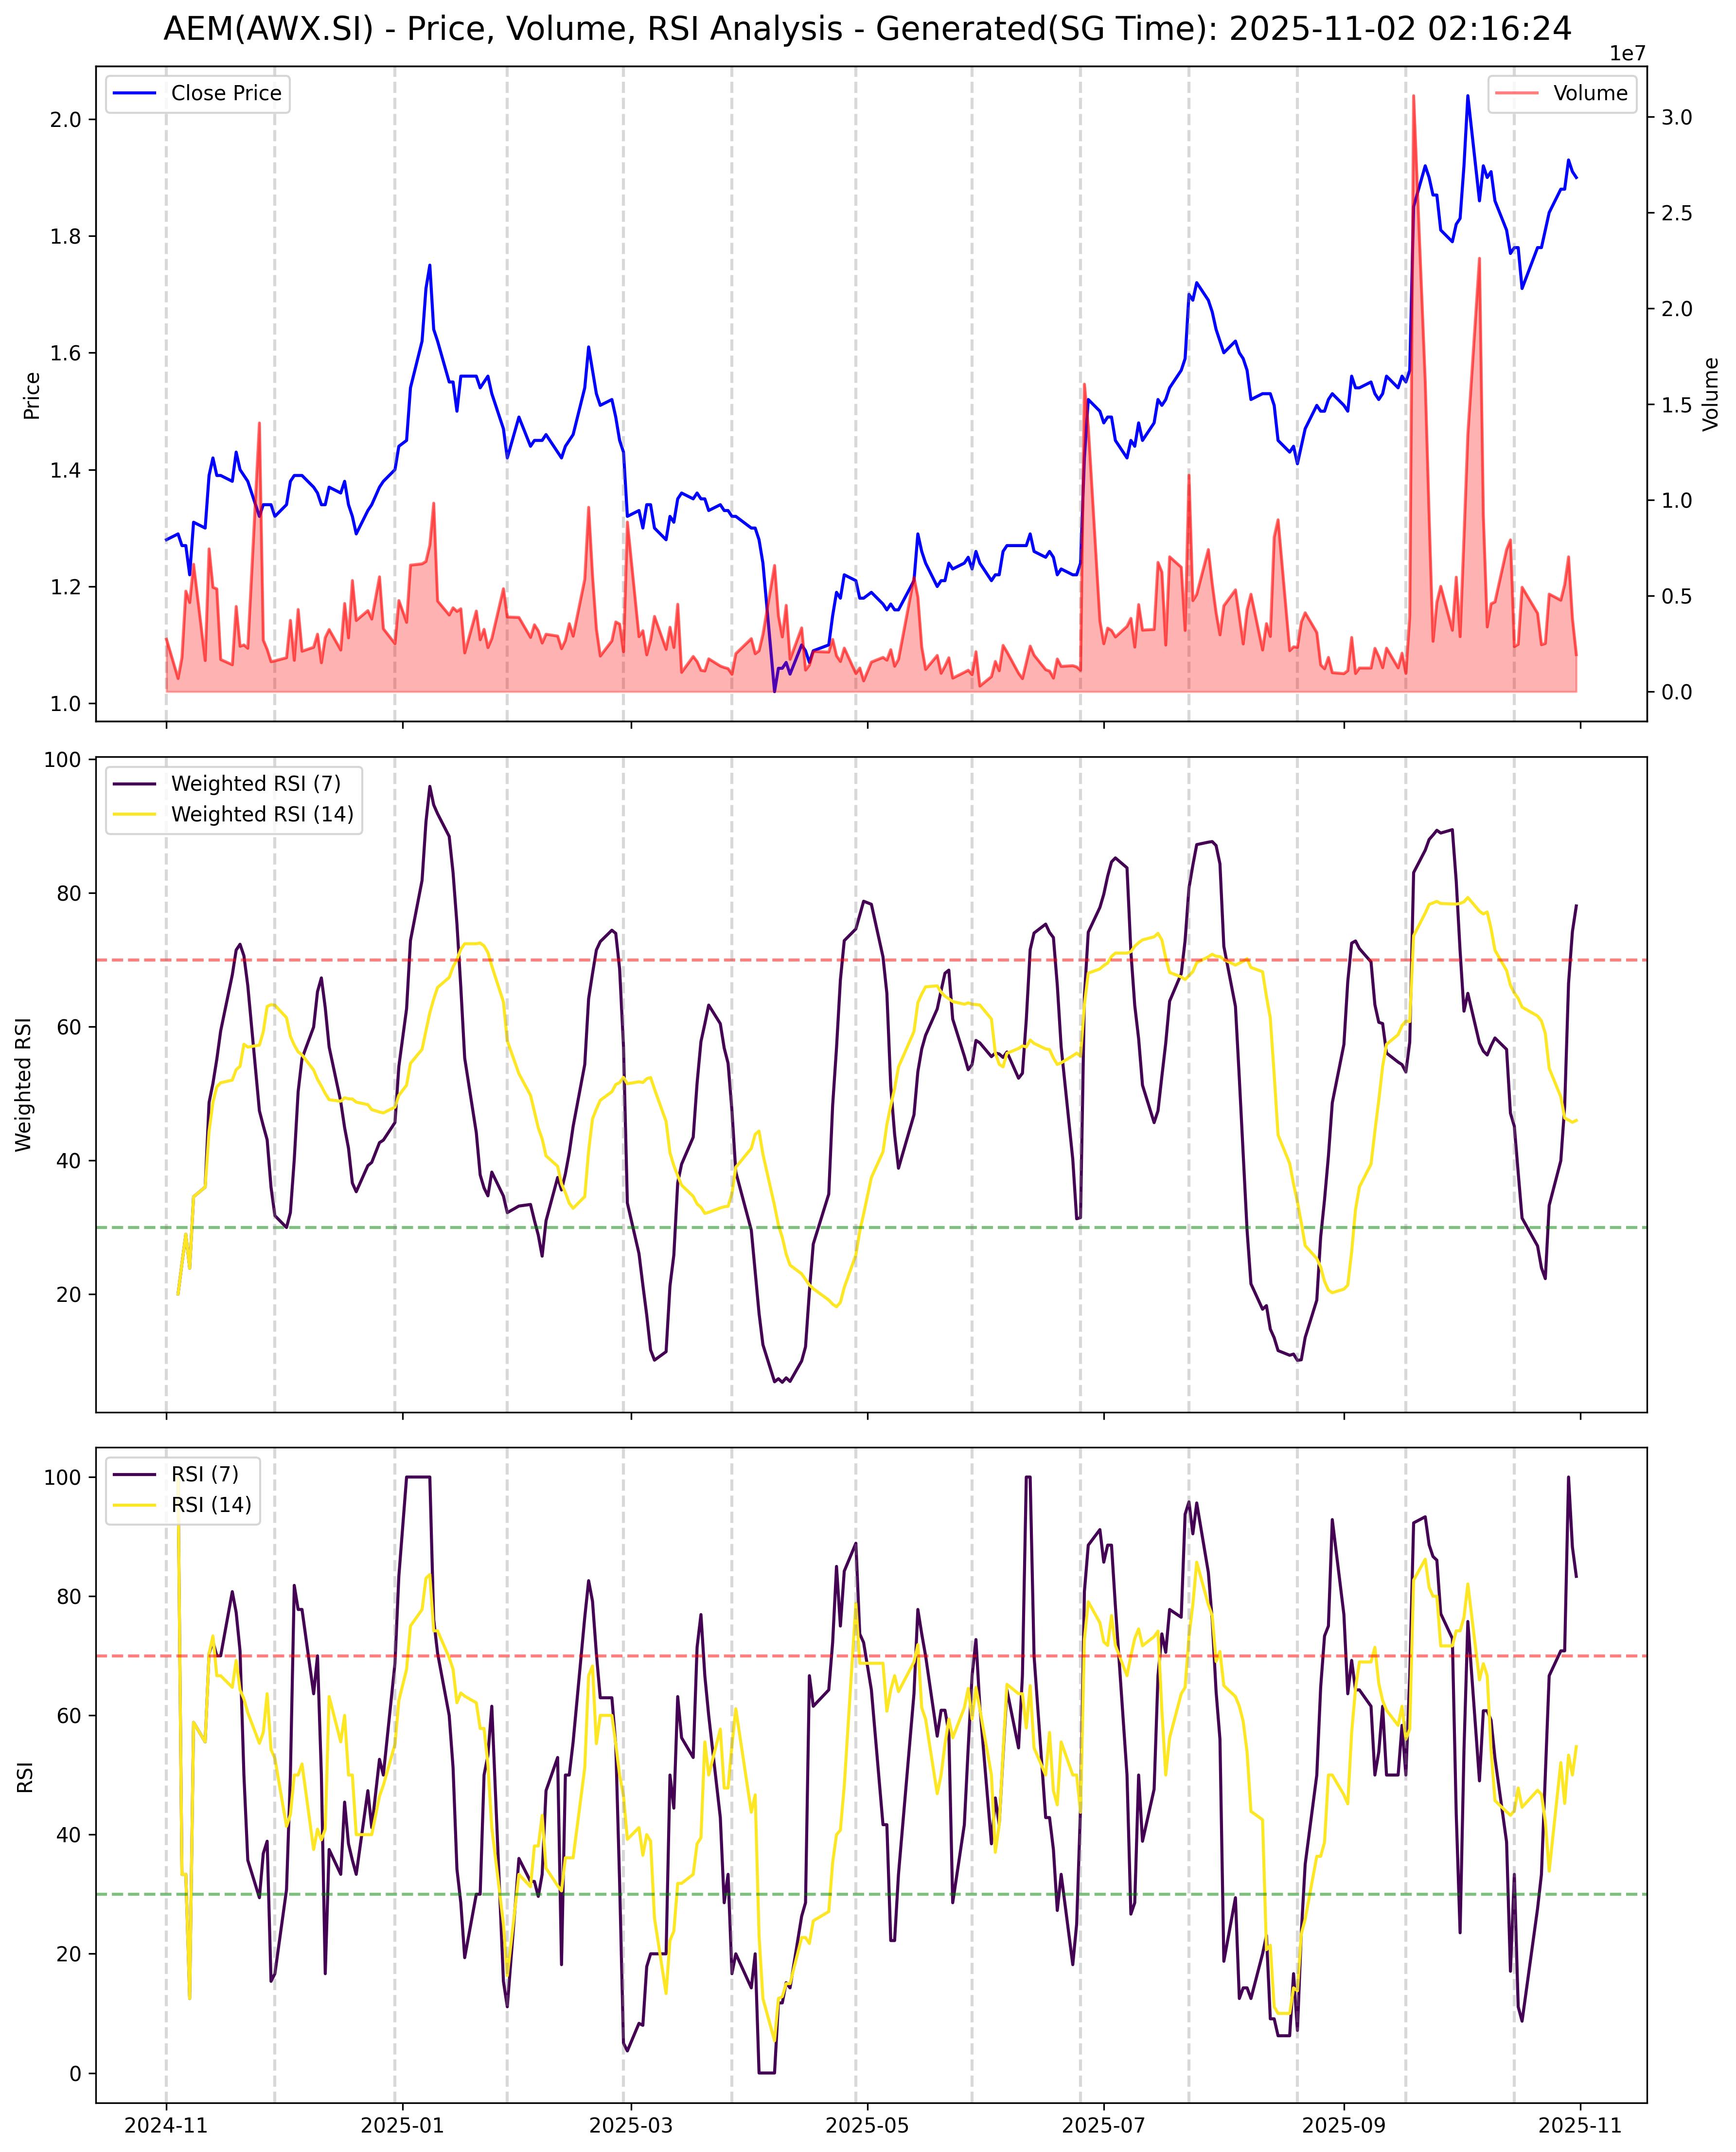 AEM(AWX.SI) - Price, Volume, RSI Analysis - Generated(SG Time): 2025-11-02 02:16:24
1e7
Close Price
Volume
2.0
1.8
1.6
1.4
1.2
1.0
Price
3.0
2.5
2.0
1.5
1.0
0.5
0.0
Volume
Weighted RSI (7)
Weighted RSI (14)
100
80
60
40
20
Weighted RSI
RSI (7)
RSI (14)
100
80
60
40
20
0
RSI
2024-11
2025-01
2025-03
2025-05
2025-07
2025-09
2025-11